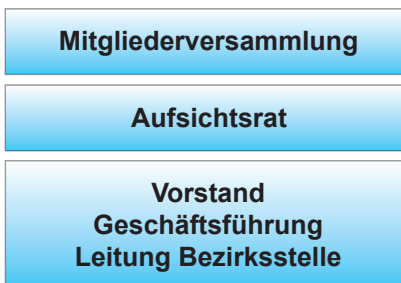 Mitgliederversammlung
Aufsichtsrat
Vorstand
Geschäftsführung
Leitung Bezirksstelle